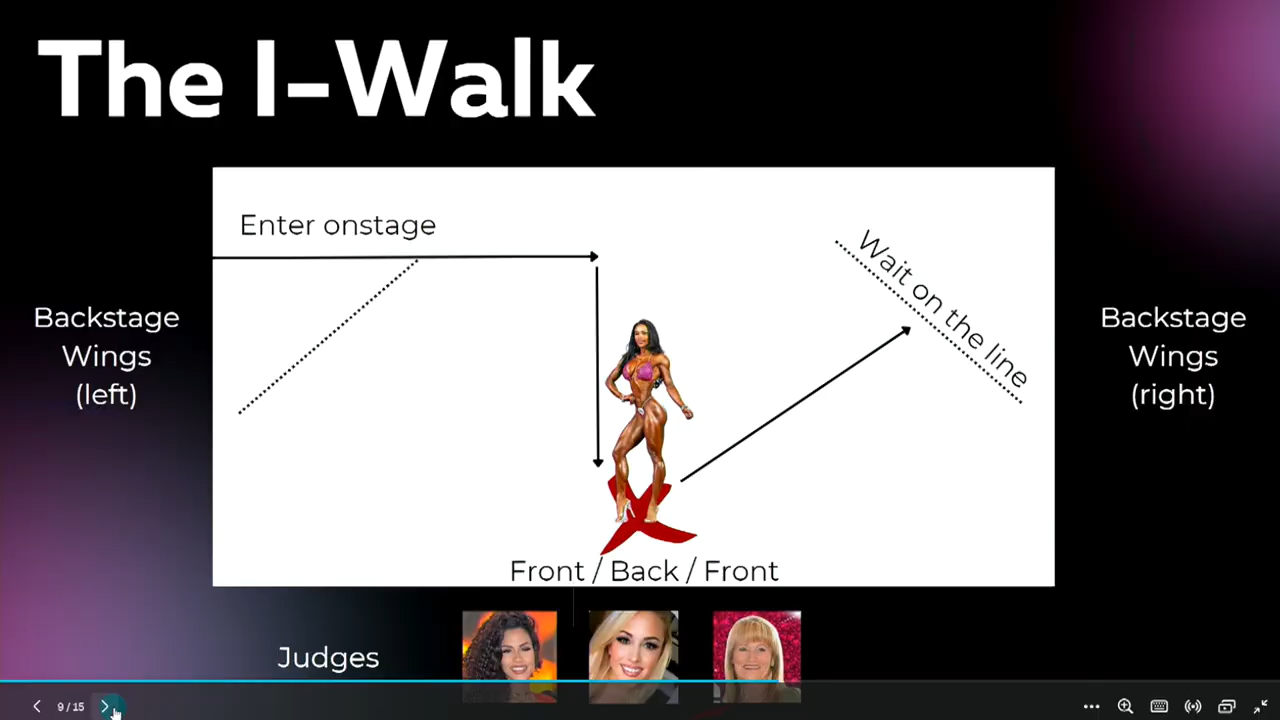 The I-Walk
Enter onstage
Wait on the line
Backstage
Wings
(left)
Backstage
Wings
(right)
Front / Back / Front
Judges
9 / 15